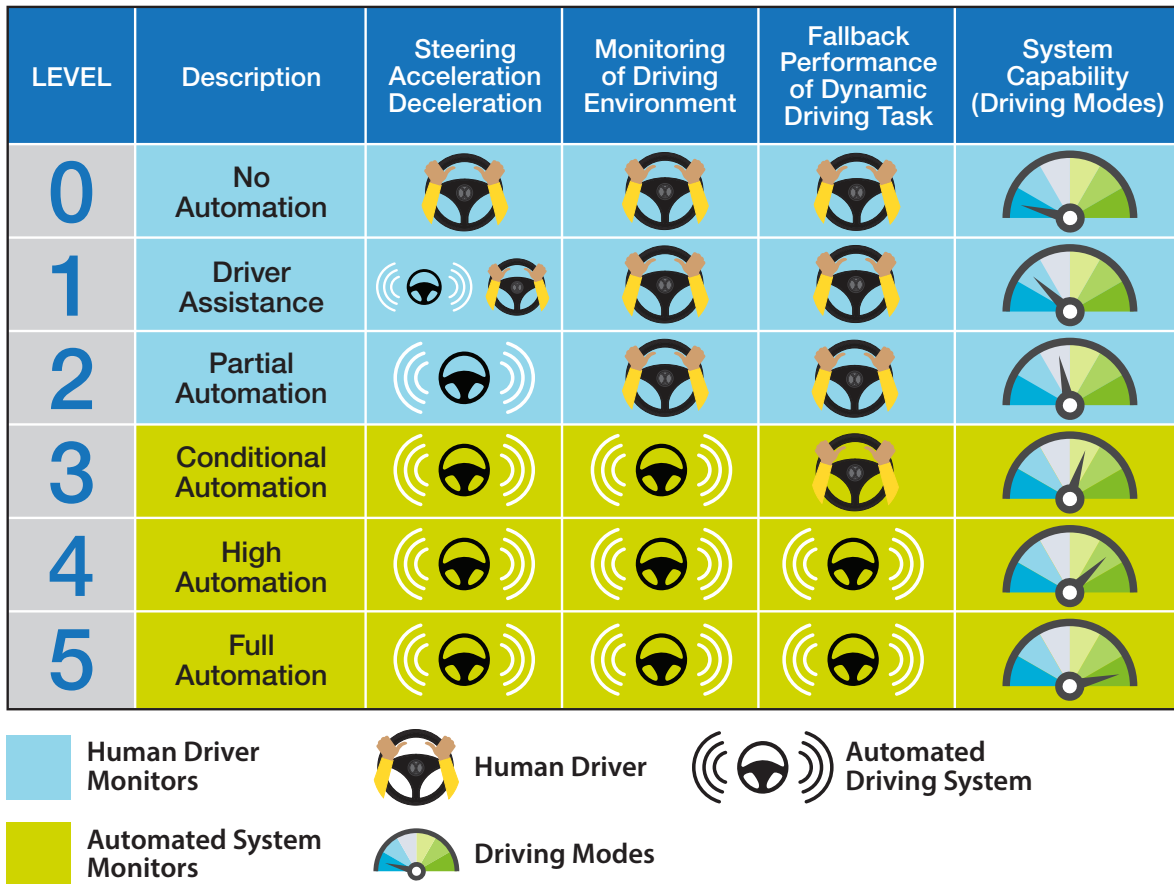 LEVEL
Description
Steering
Acceleration
Deceleration
Monitoring
of Driving
Environment
Fallback
Performance
of Dynamic
Driving Task
System
Capability
(Driving Modes)
0
No
Automation
1
Driver
Assistance
2
Partial
Automation
3
Conditional
Automation
4
High
Automation
5
Full
Automation
Human Driver
Monitors
Human Driver
Automated
Driving System
Automated System
Monitors
Driving Modes